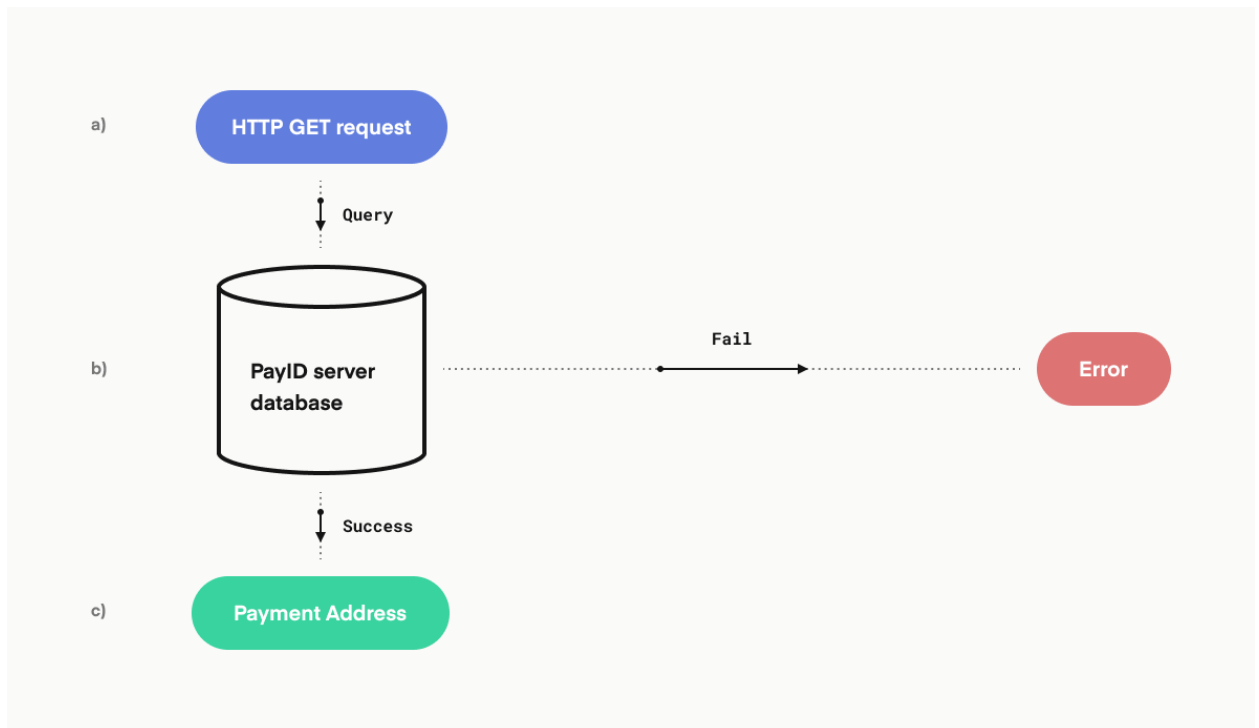 a)
HTTP GET request
Query
Fail
b)
PayID server
database
Error
Success
c)
Payment Address